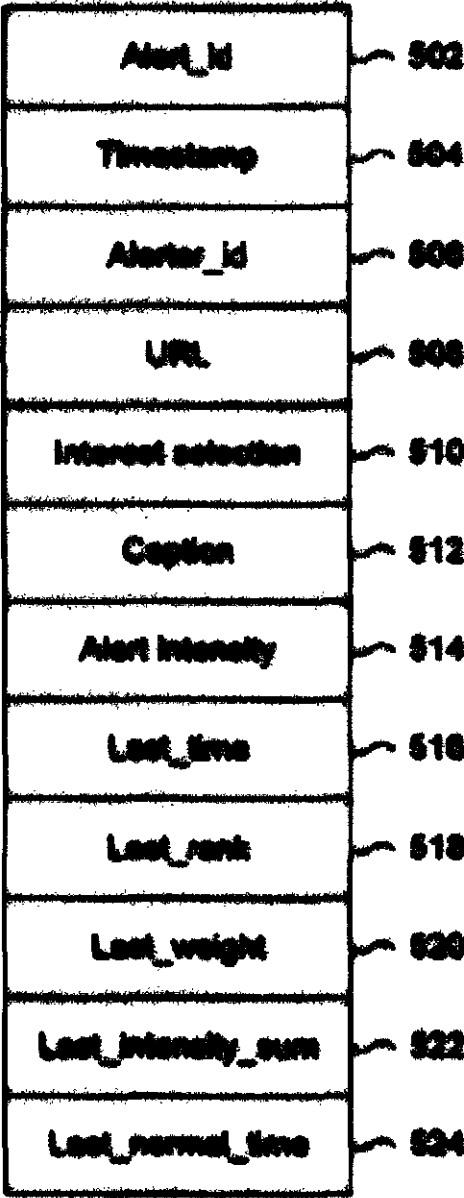 Alert_id 502
Timestamp 504
Alerter_id 506
URL 508
Interest selection 510
Caption 512
Alert intensity 514
Last_time 516
Last_rank 518
Last_weight 520
Last_intensity_sum 522
Last_normal_time 524